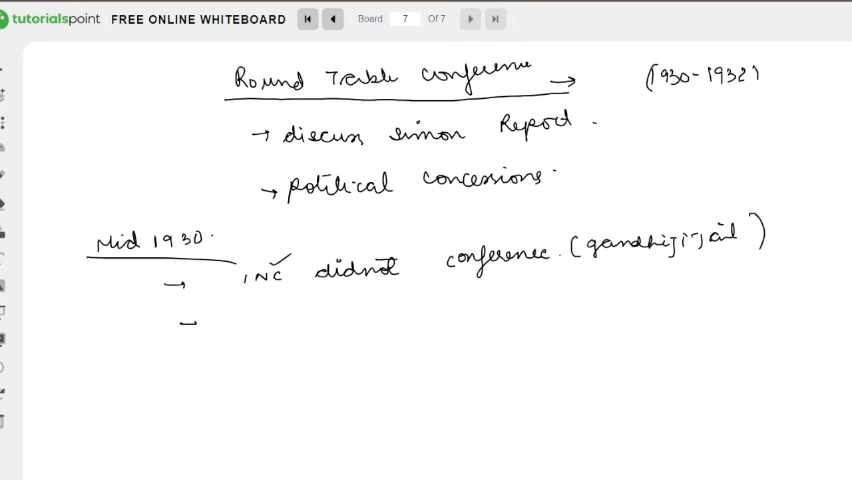 tutorialspoint FREE ONLINE WHITEBOARD Board 7 Of 7
Round Table Conference → (1930-1932)
→ discuss simon Report.
→ political concessions.
Mid 1930.
→ INC ✓ didnot conference. (gandhiji-jail)